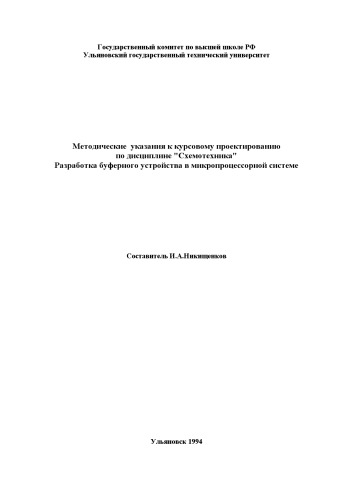 Государственный комитет по высшей школе РФ
Ульяновский государственный технический университет
Методические указания к курсовому проектированию
по дисциплине "Схемотехника"
Разработка буферного устройства в микропроцессорной системе
Составитель И.А.Никищенков
Ульяновск 1994